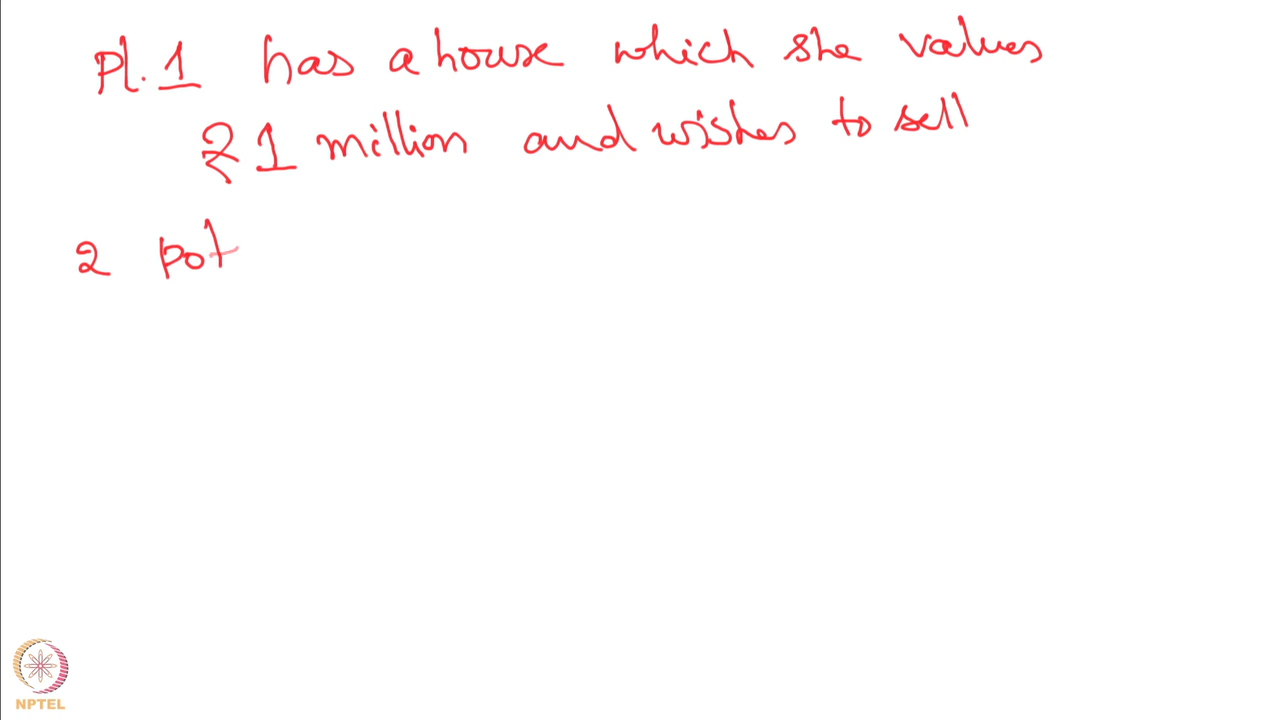 Pl. 1 has a house which she values
₹ 1 million and wishes to sell
2 pot
NPTEL